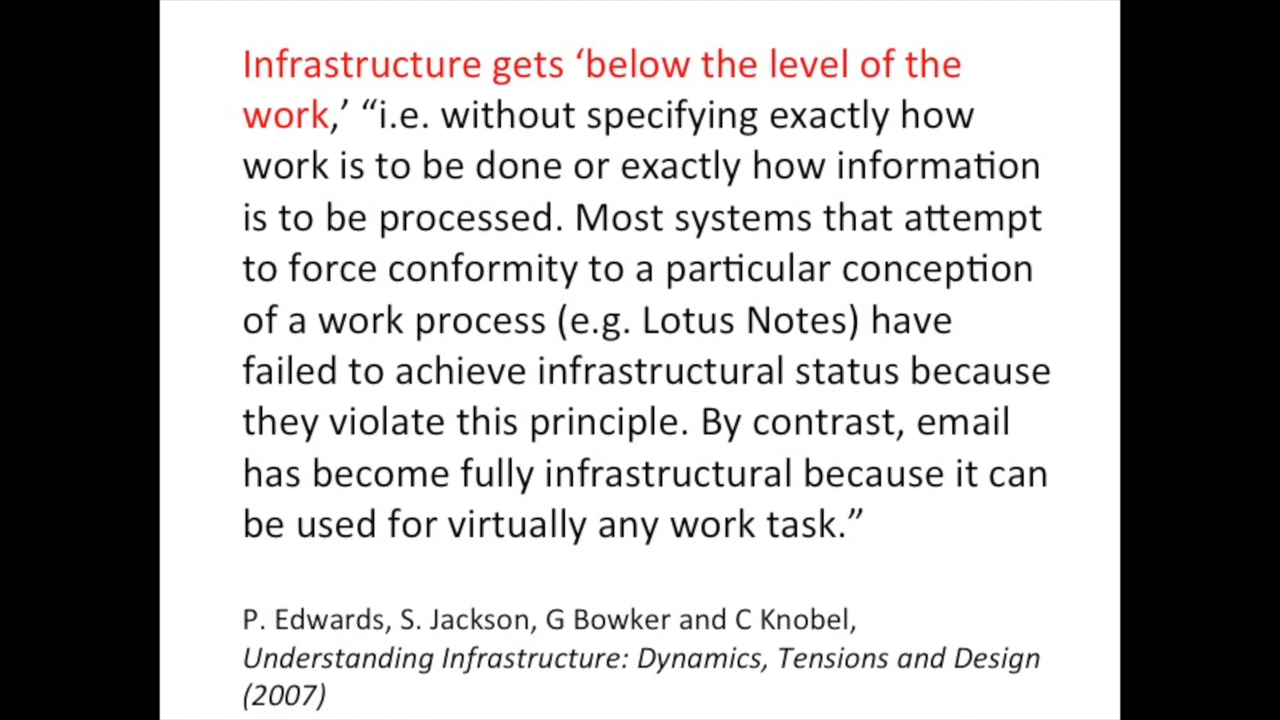 Infrastructure gets ‘below the level of the
work,’ “i.e. without specifying exactly how
work is to be done or exactly how information
is to be processed. Most systems that attempt
to force conformity to a particular conception
of a work process (e.g. Lotus Notes) have
failed to achieve infrastructural status because
they violate this principle. By contrast, email
has become fully infrastructural because it can
be used for virtually any work task.”
P. Edwards, S. Jackson, G Bowker and C Knobel,
Understanding Infrastructure: Dynamics, Tensions and Design
(2007)